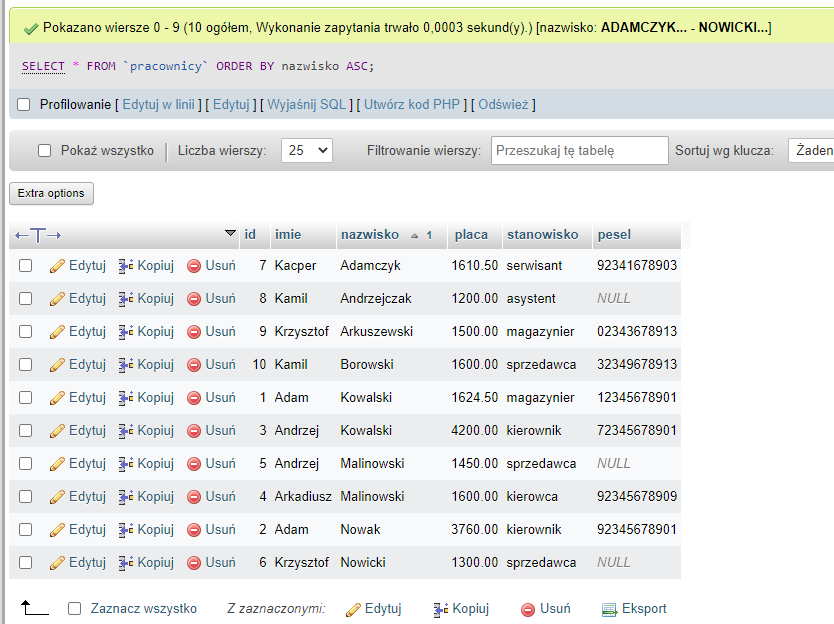 Pokazano wiersze 0 - 9 (10 ogółem, Wykonanie zapytania trwało 0,0003 sekund(y).) [nazwisko: ADAMCZYK... - NOWICKI...]
SELECT * FROM `pracownicy` ORDER BY nazwisko ASC;
Profilowanie [ Edytuj w linii ] [ Edytuj ] [ Wyjaśnij SQL ] [ Utwórz kod PHP ] [ Odśwież ]
Pokaż wszystko | Liczba wierszy: 25 Filtrowanie wierszy: Przeszukaj tę tabelę Sortuj wg klucza: Żaden
Extra options
←T→ id imie nazwisko 1 placa stanowisko pesel
Edytuj Kopiuj Usuń 7 Kacper Adamczyk 1610.50 serwisant 92341678903
Edytuj Kopiuj Usuń 8 Kamil Andrzejczak 1200.00 asystent NULL
Edytuj Kopiuj Usuń 9 Krzysztof Arkuszewski 1500.00 magazynier 02343678913
Edytuj Kopiuj Usuń 10 Kamil Borowski 1600.00 sprzedawca 32349678913
Edytuj Kopiuj Usuń 1 Adam Kowalski 1624.50 magazynier 12345678901
Edytuj Kopiuj Usuń 3 Andrzej Kowalski 4200.00 kierownik 72345678901
Edytuj Kopiuj Usuń 5 Andrzej Malinowski 1450.00 sprzedawca NULL
Edytuj Kopiuj Usuń 4 Arkadiusz Malinowski 1600.00 kierowca 92345678909
Edytuj Kopiuj Usuń 2 Adam Nowak 3760.00 kierownik 92345678901
Edytuj Kopiuj Usuń 6 Krzysztof Nowicki 1300.00 sprzedawca NULL
Zaznacz wszystko Z zaznaczonymi: Edytuj Kopiuj Usuń Eksport